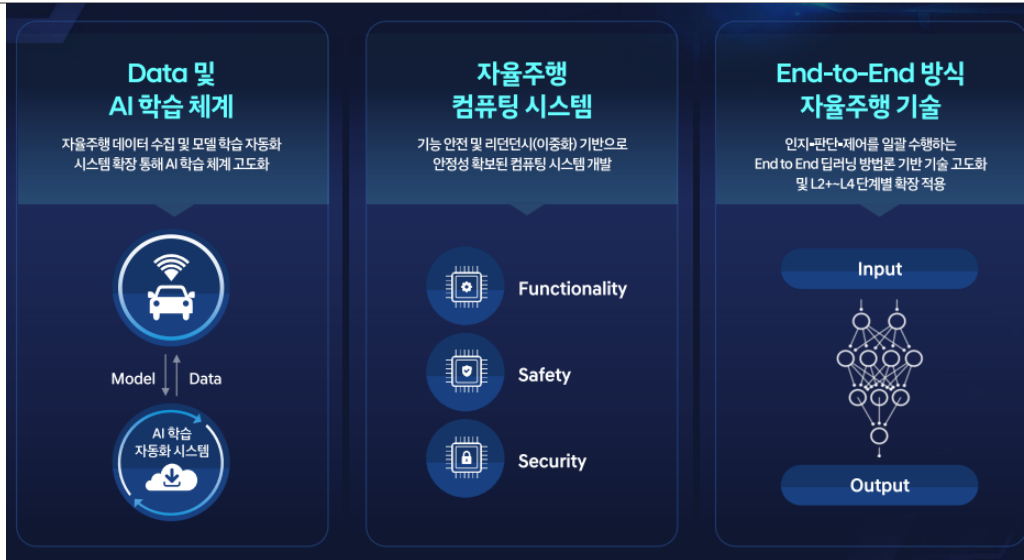 Data 및
AI 학습 체계
자율주행 데이터 수집 및 모델 학습 자동화
시스템 확장 통해 AI 학습 체계 고도화
Model
Data
AI 학습
자동화 시스템
자율주행
컴퓨팅 시스템
기능 안전 및 리던던시(이중화) 기반으로
안정성 확보된 컴퓨팅 시스템 개발
Functionality
Safety
Security
End-to-End 방식
자율주행 기술
인지•판단•제어를 일괄 수행하는
End to End 딥러닝 방법론 기반 기술 고도화
및 L2+~L4 단계별 확장 적용
Input
Output